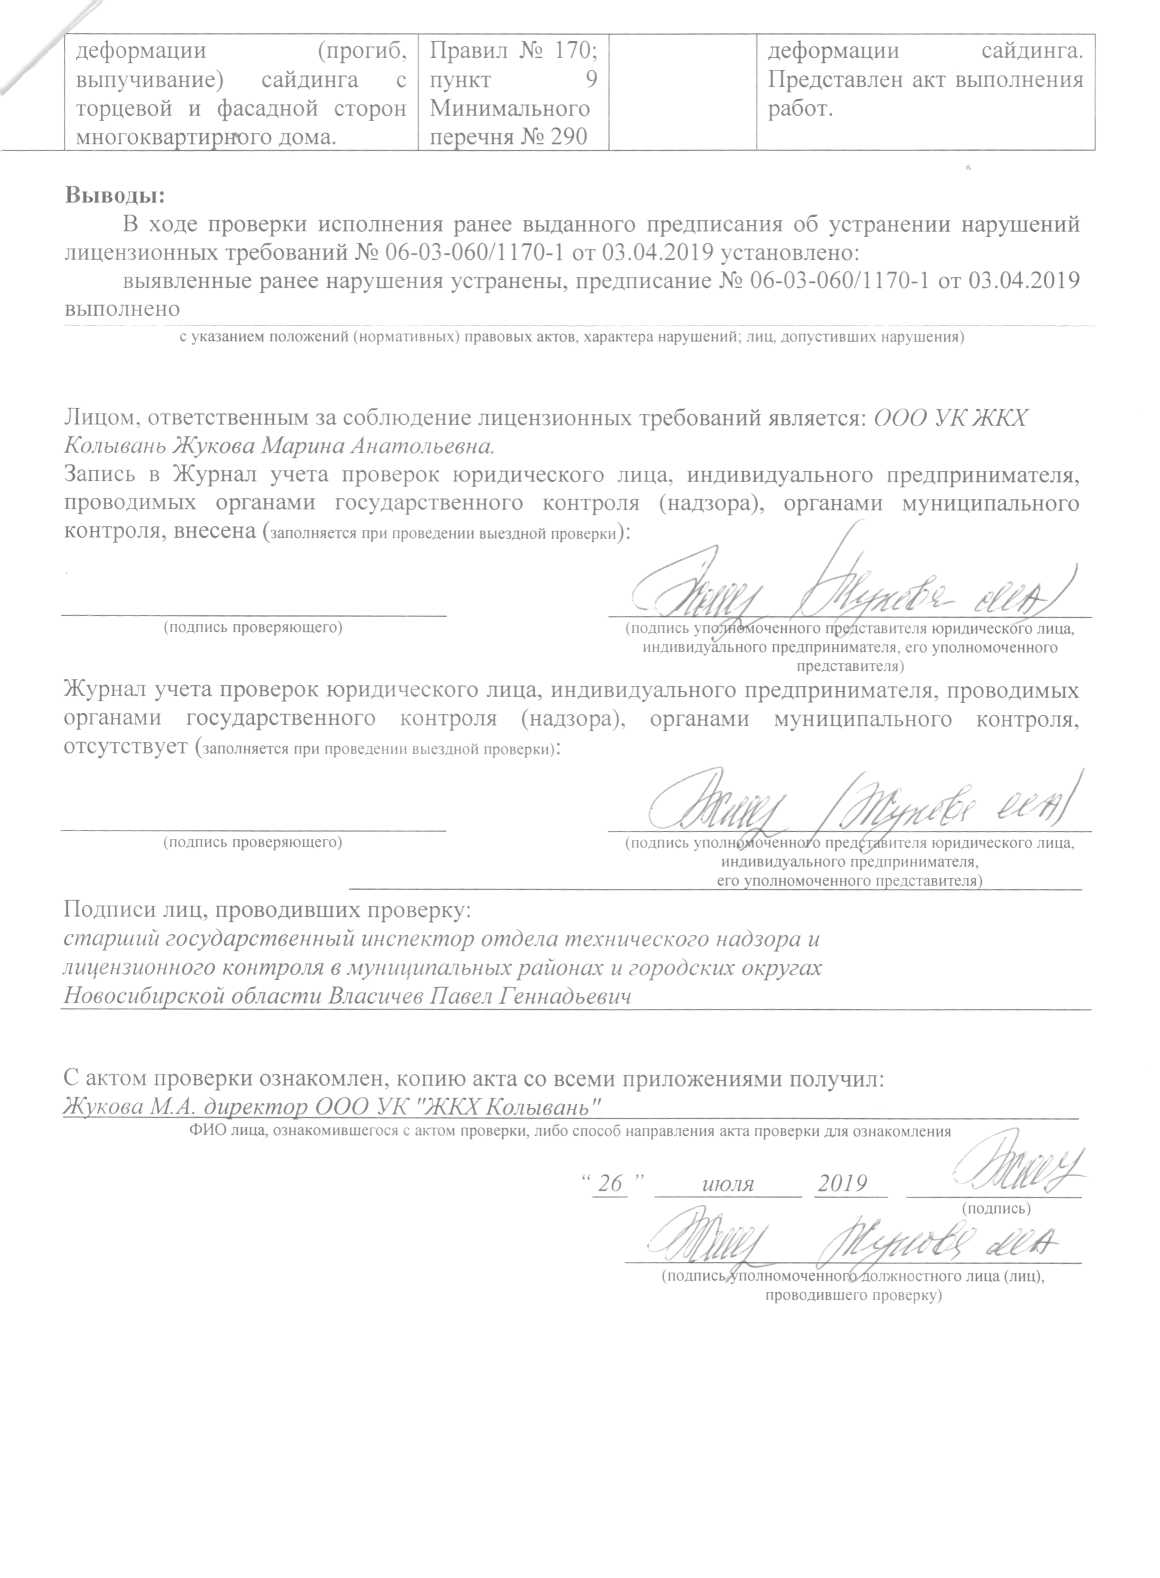 деформации (прогиб,
выпучивание) сайдинга с
торцевой и фасадной сторон
многоквартирного дома.
Правил № 170;
пункт 9
Минимального
перечня № 290
деформации сайдинга.
Представлен акт выполнения
работ.
Выводы:
В ходе проверки исполнения ранее выданного предписания об устранении нарушений
лицензионных требований № 06-03-060/1170-1 от 03.04.2019 установлено:
выявленные ранее нарушения устранены, предписание № 06-03-060/1170-1 от 03.04.2019
выполнено
с указанием положений (нормативных) правовых актов, характера нарушений; лиц, допустивших нарушения)
Лицом, ответственным за соблюдение лицензионных требований является: ООО УК ЖКХ
Колывань Жукова Марина Анатольевна.
Запись в Журнал учета проверок юридического лица, индивидуального предпринимателя,
проводимых органами государственного контроля (надзора), органами муниципального
контроля, внесена (заполняется при проведении выездной проверки):
(Жукова М А)
(подпись проверяющего)
(подпись уполномоченного представителя юридического лица,
индивидуального предпринимателя, его уполномоченного
представителя)
Журнал учета проверок юридического лица, индивидуального предпринимателя, проводимых
органами государственного контроля (надзора), органами муниципального контроля,
отсутствует (заполняется при проведении выездной проверки):
(Жукова М А)
(подпись проверяющего)
(подпись уполномоченного представителя юридического лица,
индивидуального предпринимателя,
его уполномоченного представителя)
Подписи лиц, проводивших проверку:
старший государственный инспектор отдела технического надзора и
лицензионного контроля в муниципальных районах и городских округах
Новосибирской области Власичев Павел Геннадьевич
С актом проверки ознакомлен, копию акта со всеми приложениями получил:
Жукова М.А. директор ООО УК "ЖКХ Колывань"
ФИО лица, ознакомившегося с актом проверки, либо способ направления акта проверки для ознакомления
“ 26 ” июля 2019
(подпись)
Жукова М А
(подпись уполномоченного должностного лица (лиц),
проводившего проверку)